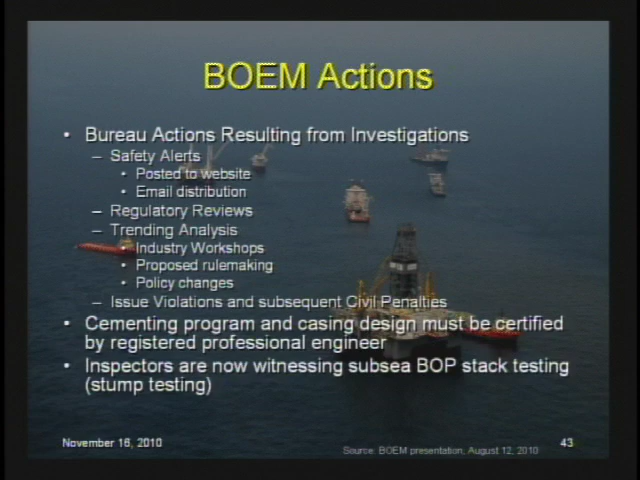 BOEM Actions
• Bureau Actions Resulting from Investigations
– Safety Alerts
• Posted to website
• Email distribution
– Regulatory Reviews
– Trending Analysis
• Industry Workshops
• Proposed rulemaking
• Policy changes
– Issue Violations and subsequent Civil Penalties
• Cementing program and casing design must be certified
by registered professional engineer
• Inspectors are now witnessing subsea BOP stack testing
(stump testing)
November 16, 2010
Source: BOEM presentation, August 12, 2010
43